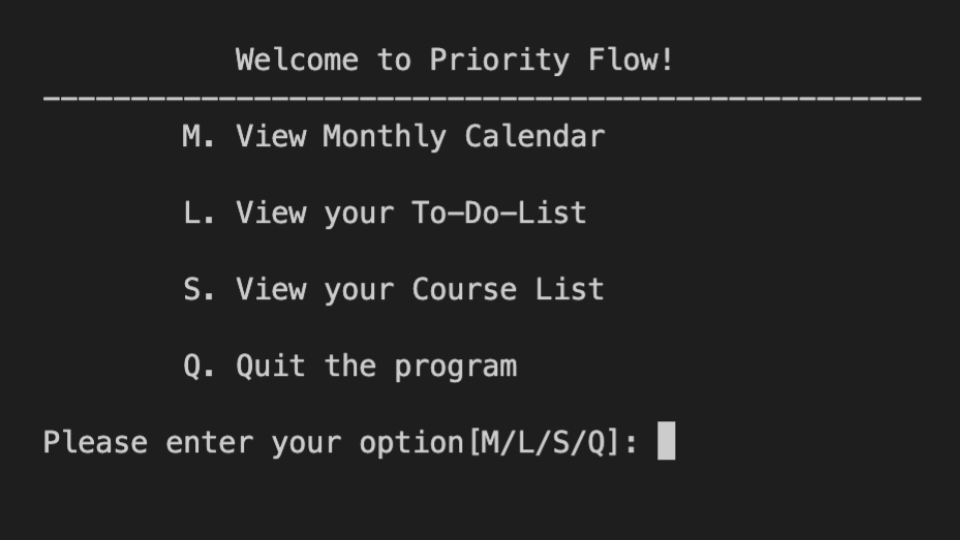 Welcome to Priority Flow!
--------------------------------------------------
M. View Monthly Calendar
L. View your To-Do-List
S. View your Course List
Q. Quit the program
Please enter your option[M/L/S/Q]: